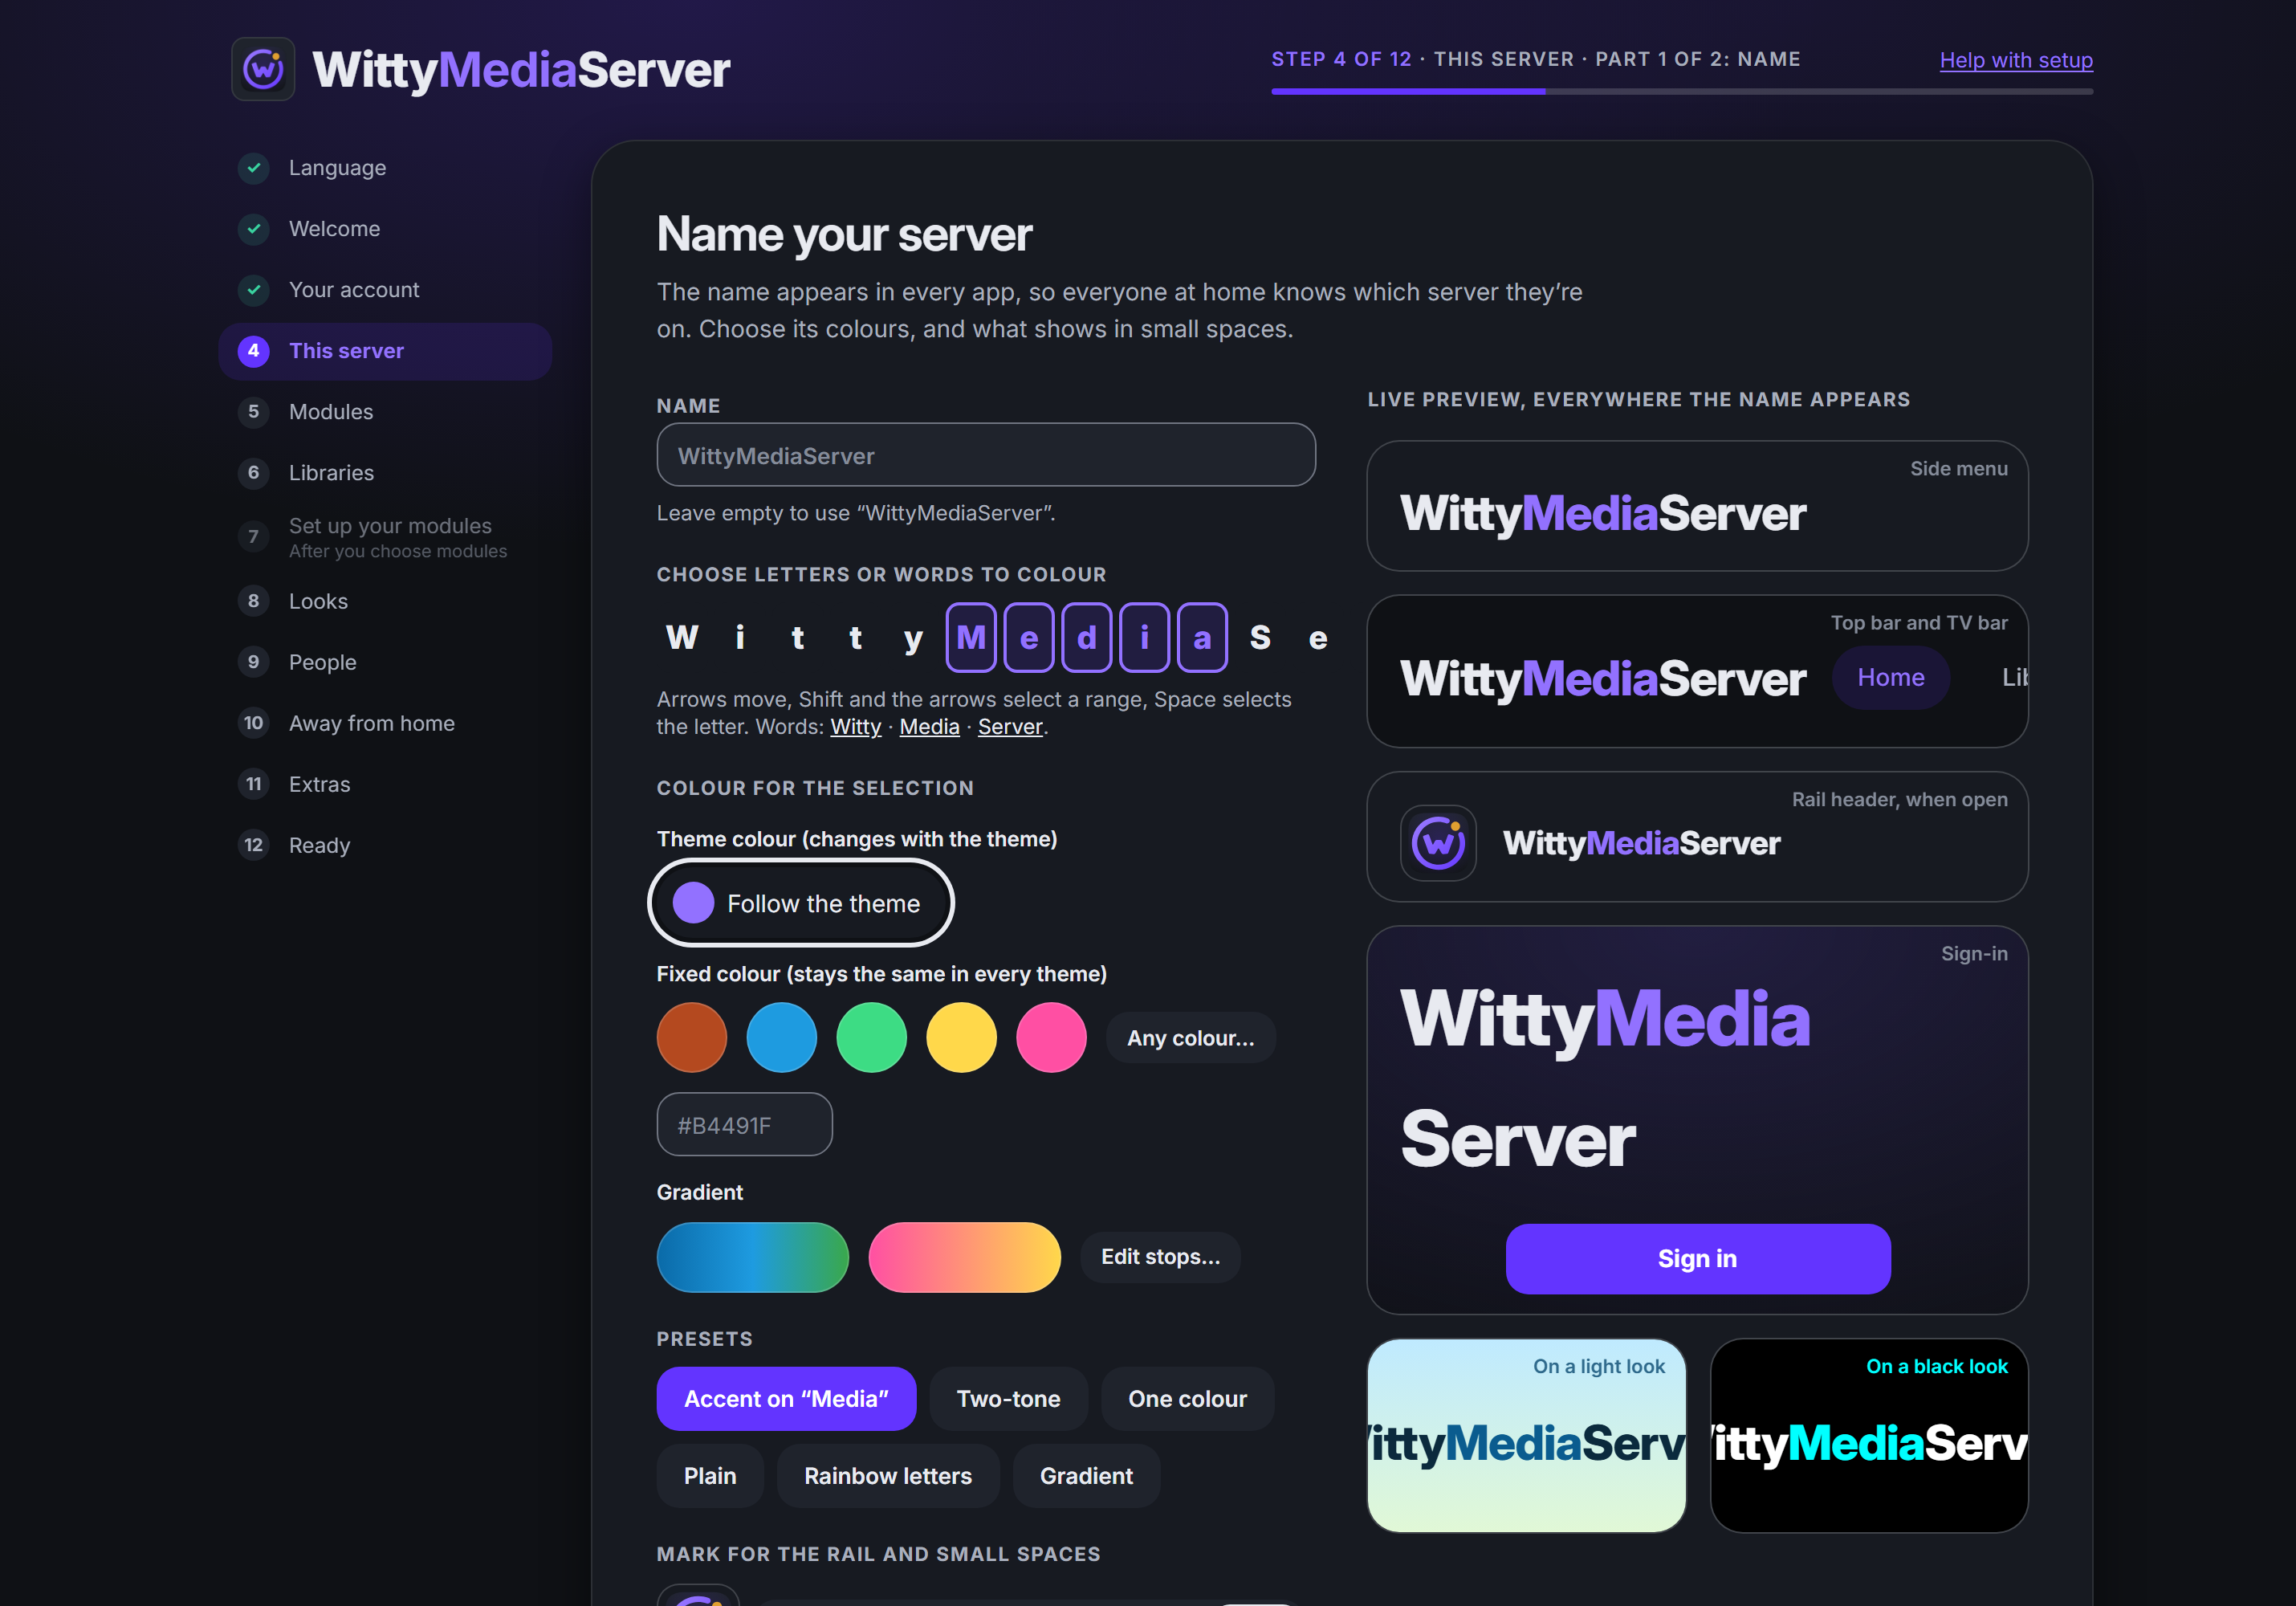 WittyMediaServer
STEP 4 OF 12 · THIS SERVER · PART 1 OF 2: NAME
Help with setup
Language
Welcome
Your account
4 This server
5 Modules
6 Libraries
7 Set up your modules
After you choose modules
8 Looks
9 People
10 Away from home
11 Extras
12 Ready
Name your server
The name appears in every app, so everyone at home knows which server they’re
on. Choose its colours, and what shows in small spaces.
NAME
WittyMediaServer
Leave empty to use “WittyMediaServer”.
CHOOSE LETTERS OR WORDS TO COLOUR
W i t t y M e d i a S e
Arrows move, Shift and the arrows select a range, Space selects
the letter. Words: Witty · Media · Server.
COLOUR FOR THE SELECTION
Theme colour (changes with the theme)
Follow the theme
Fixed colour (stays the same in every theme)
Any colour...
#B4491F
Gradient
Edit stops...
PRESETS
Accent on “Media”
Two-tone
One colour
Plain
Rainbow letters
Gradient
MARK FOR THE RAIL AND SMALL SPACES
LIVE PREVIEW, EVERYWHERE THE NAME APPEARS
Side menu
WittyMediaServer
Top bar and TV bar
WittyMediaServer Home Lib
Rail header, when open
WittyMediaServer
Sign-in
WittyMedia
Server
Sign in
On a light look
ittyMediaServ
On a black look
ittyMediaServ